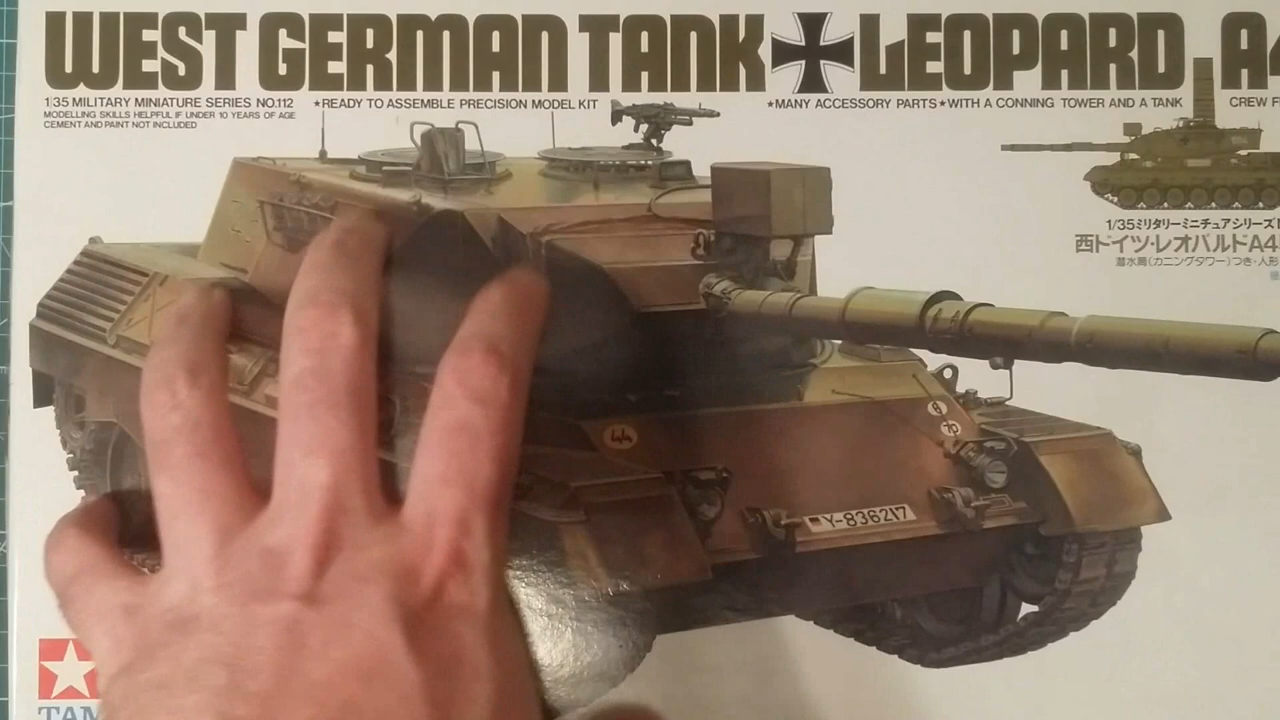 WEST GERMAN TANK LEOPARD A4
1/35 MILITARY MINIATURE SERIES NO.112 ★READY TO ASSEMBLE PRECISION MODEL KIT ★MANY ACCESSORY PARTS★WITH A CONNING TOWER AND A TANK CREW F
MODELLING SKILLS HELPFUL IF UNDER 10 YEARS OF AGE
CEMENT AND PAINT NOT INCLUDED
1/35ミリタリーミニチュアシリーズ
西ドイツ・レオパルドA4
潜水筒(カニングタワー)つき・人形
44
Y-836217
TAM